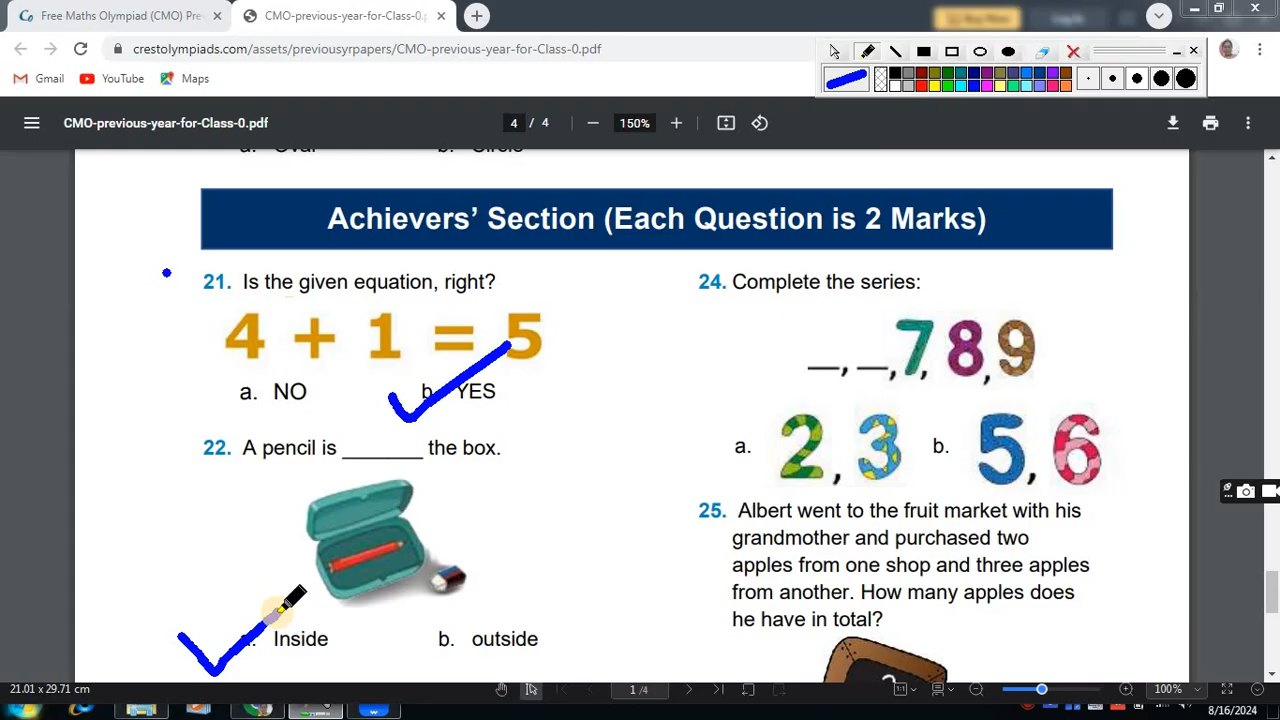 Free Maths Olympiad (CMO) Pre
CMO-previous-year-for-Class-0.p
crestolympiads.com/assets/previousyrpapers/CMO-previous-year-for-Class-0.pdf
Gmail
YouTube
Maps
CMO-previous-year-for-Class-0.pdf
4 / 4
150%
a. Oval b. Circle
Achievers’ Section (Each Question is 2 Marks)
21. Is the given equation, right?
4 + 1 = 5
a. NO
b. YES
22. A pencil is _______ the box.
a. Inside
b. outside
24. Complete the series:
__, __, 7, 8, 9
a. 2, 3 b. 5, 6
25. Albert went to the fruit market with his
grandmother and purchased two
apples from one shop and three apples
from another. How many apples does
he have in total?
21.01 x 29.71 cm
1 /4
100%
8/16/2024